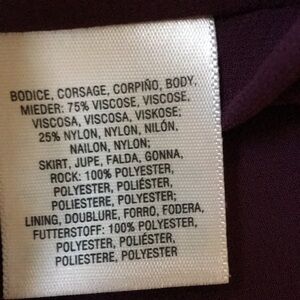 BODICE, CORSAGE, CORPIÑO, BODY,
MIEDER: 75% VISCOSE, VISCOSE,
VISCOSA, VISCOSA, VISKOSE;
25% NYLON, NYLON, NILÓN,
NAILON, NYLON;
SKIRT, JUPE, FALDA, GONNA,
ROCK: 100% POLYESTER,
POLYESTER, POLIÉSTER,
POLIESTERE, POLYESTER;
LINING, DOUBLURE, FORRO, FODERA,
FUTTERSTOFF: 100% POLYESTER,
POLYESTER, POLIÉSTER,
POLIESTERE, POLYESTER